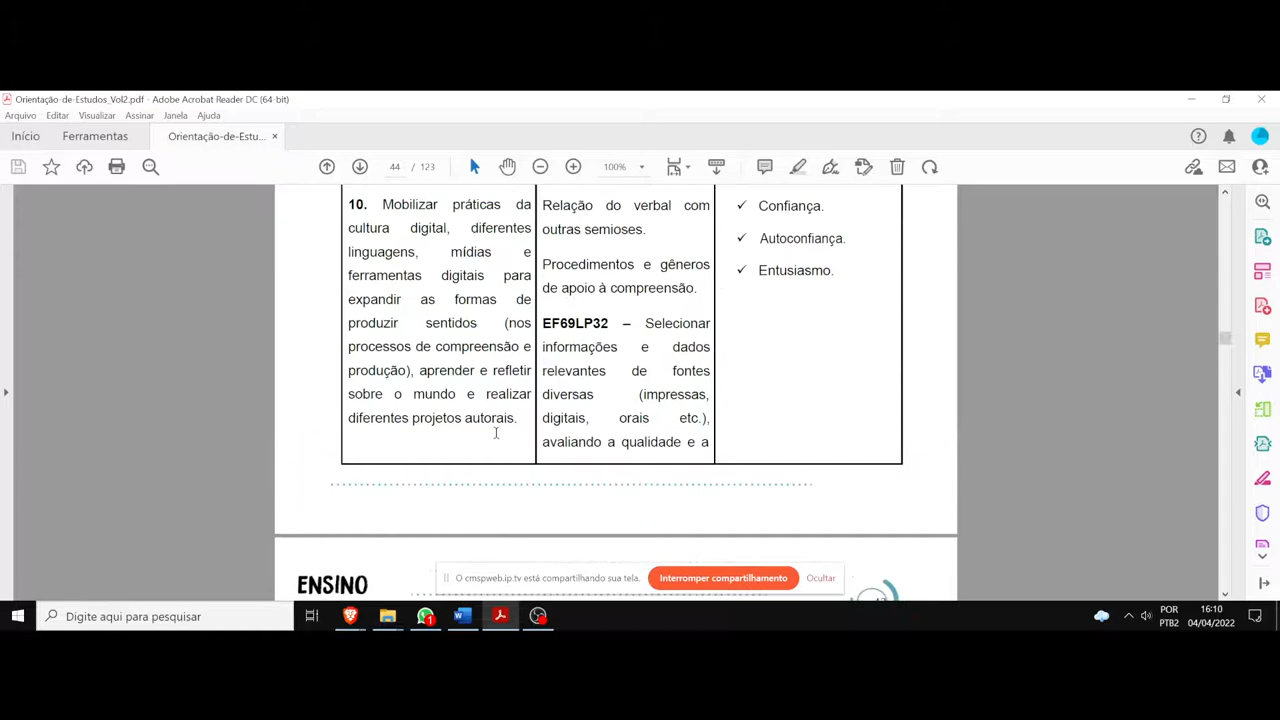 Orientação-de-Estudos_Vol2.pdf - Adobe Acrobat Reader DC (64-bit)
Arquivo Editar Visualizar Assinar Janela Ajuda
Início Ferramentas Orientação-de-Estu... ×
44 / 123 100%
10. Mobilizar práticas da
cultura digital, diferentes
linguagens, mídias e
ferramentas digitais para
expandir as formas de
produzir sentidos (nos
processos de compreensão e
produção), aprender e refletir
sobre o mundo e realizar
diferentes projetos autorais.
Relação do verbal com
outras semioses.
Procedimentos e gêneros
de apoio à compreensão.
EF69LP32 – Selecionar
informações e dados
relevantes de fontes
diversas (impressas,
digitais, orais etc.),
avaliando a qualidade e a
✓ Confiança.
✓ Autoconfiança.
✓ Entusiasmo.
ENSINO
O cmspweb.ip.tv está compartilhando sua tela. Interromper compartilhamento Ocultar
Digite aqui para pesquisar
1
POR
PTB2
16:10
04/04/2022